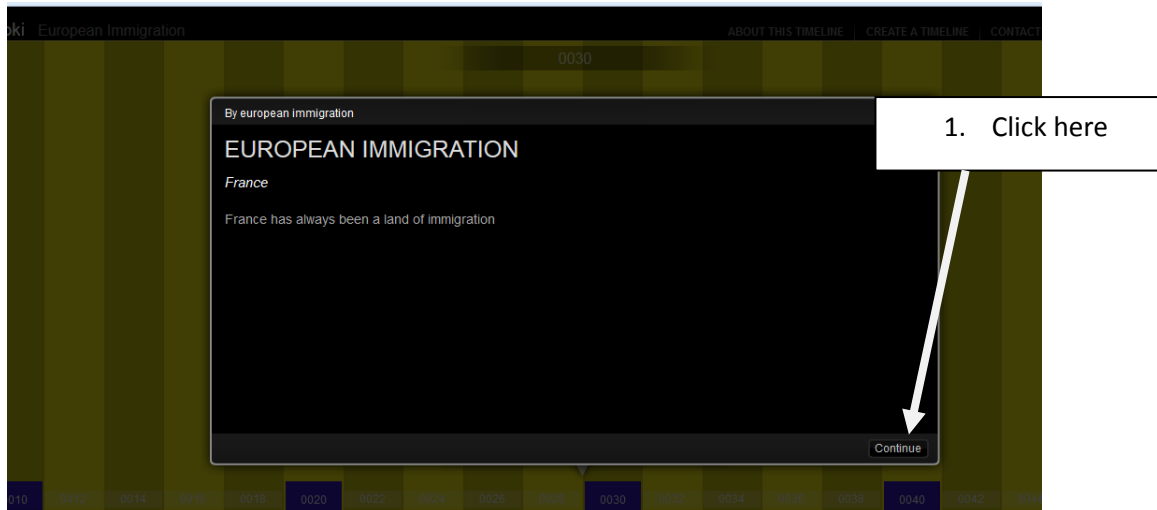 oki European Immigration ABOUT THIS TIMELINE CREATE A TIMELINE CONTACT
0030
By european immigration
1. Click here
EUROPEAN IMMIGRATION
France
France has always been a land of immigration
Continue
010 0014 0018 0020 0022 0026 0030 0034 0038 0040 0042